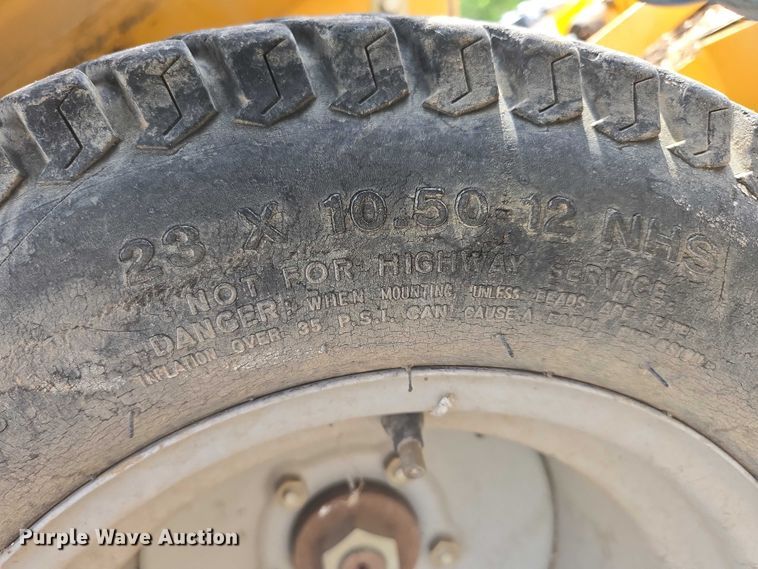 23 X 10.50-12 NHS
NOT FOR HIGHWAY SERVICE
DANGER: WHEN MOUNTING UNLESS BEADS ARE
INFLATION OVER 35 P.S.I. CAN CAUSE A
Purple Wave Auction